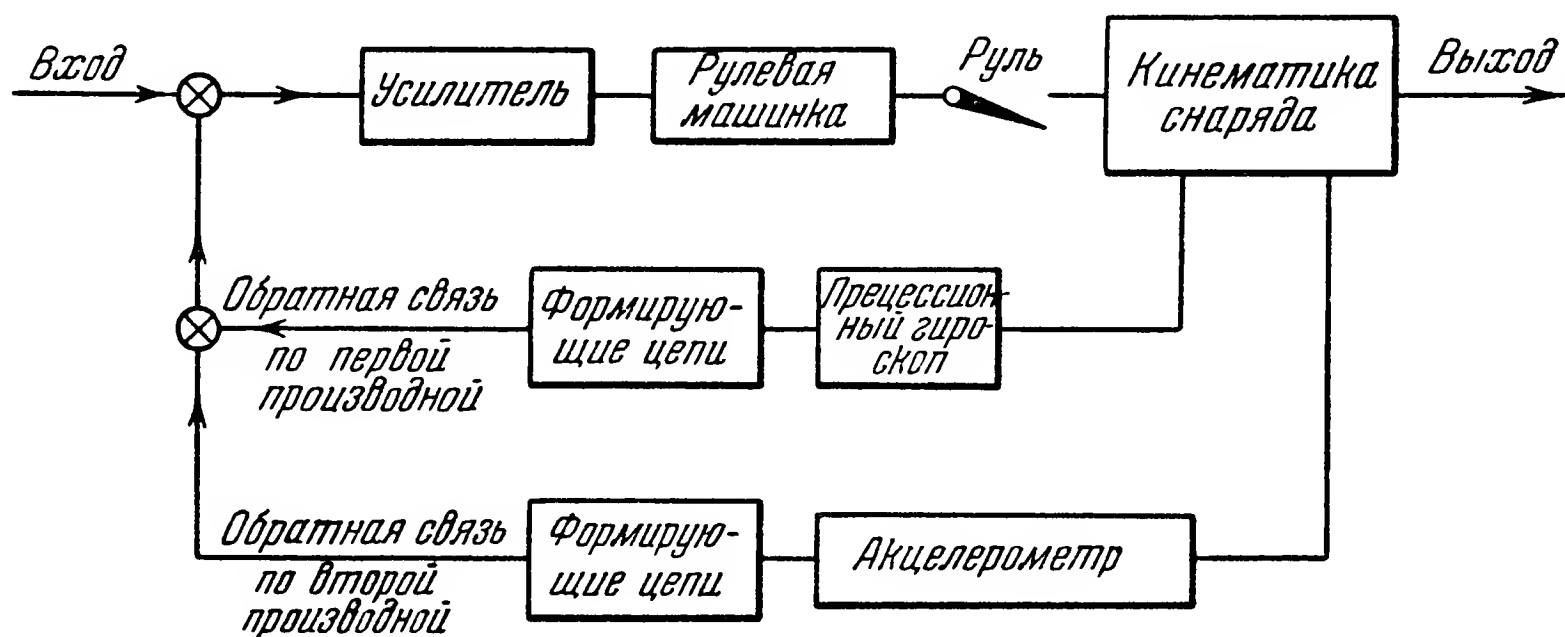 Вход
Усилитель
Рулевая
машинка
Руль
Кинематика
снаряда
Выход
Обратная связь
по первой
производной
Формирую-
щие цепи
Прецессион-
ный гиро-
скоп
Обратная связь
по второй
производной
Формирую-
щие цепи
Акцелерометр